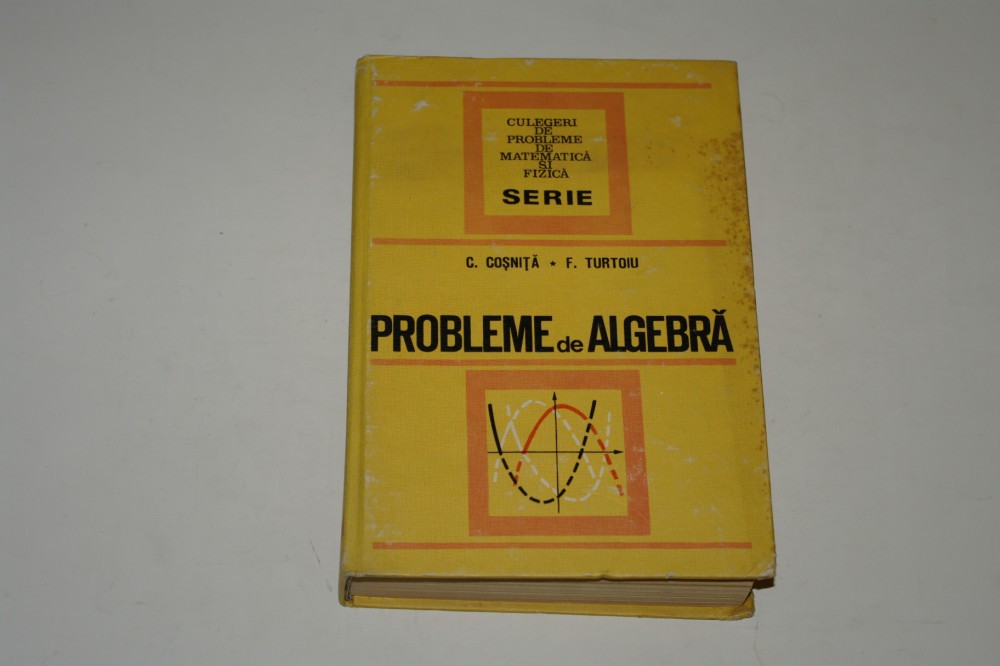 CULEGERI
DE
PROBLEME
DE
MATEMATICĂ
ŞI
FIZICĂ
SERIE
C. COŞNIŢĂ ★ F. TURTOIU
PROBLEME de ALGEBRĂ